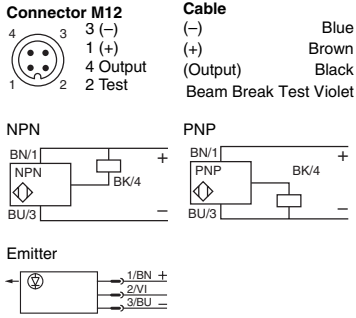 Connector M12
4 3
1 2
3 (–)
1 (+)
4 Output
2 Test
Cable
(–) Blue
(+) Brown
(Output) Black
Beam Break Test Violet
NPN
BN/1
+
NPN
BK/4
BU/3
–
PNP
BN/1
+
PNP
BK/4
BU/3
–
Emitter
1/BN +
2/VI
3/BU –